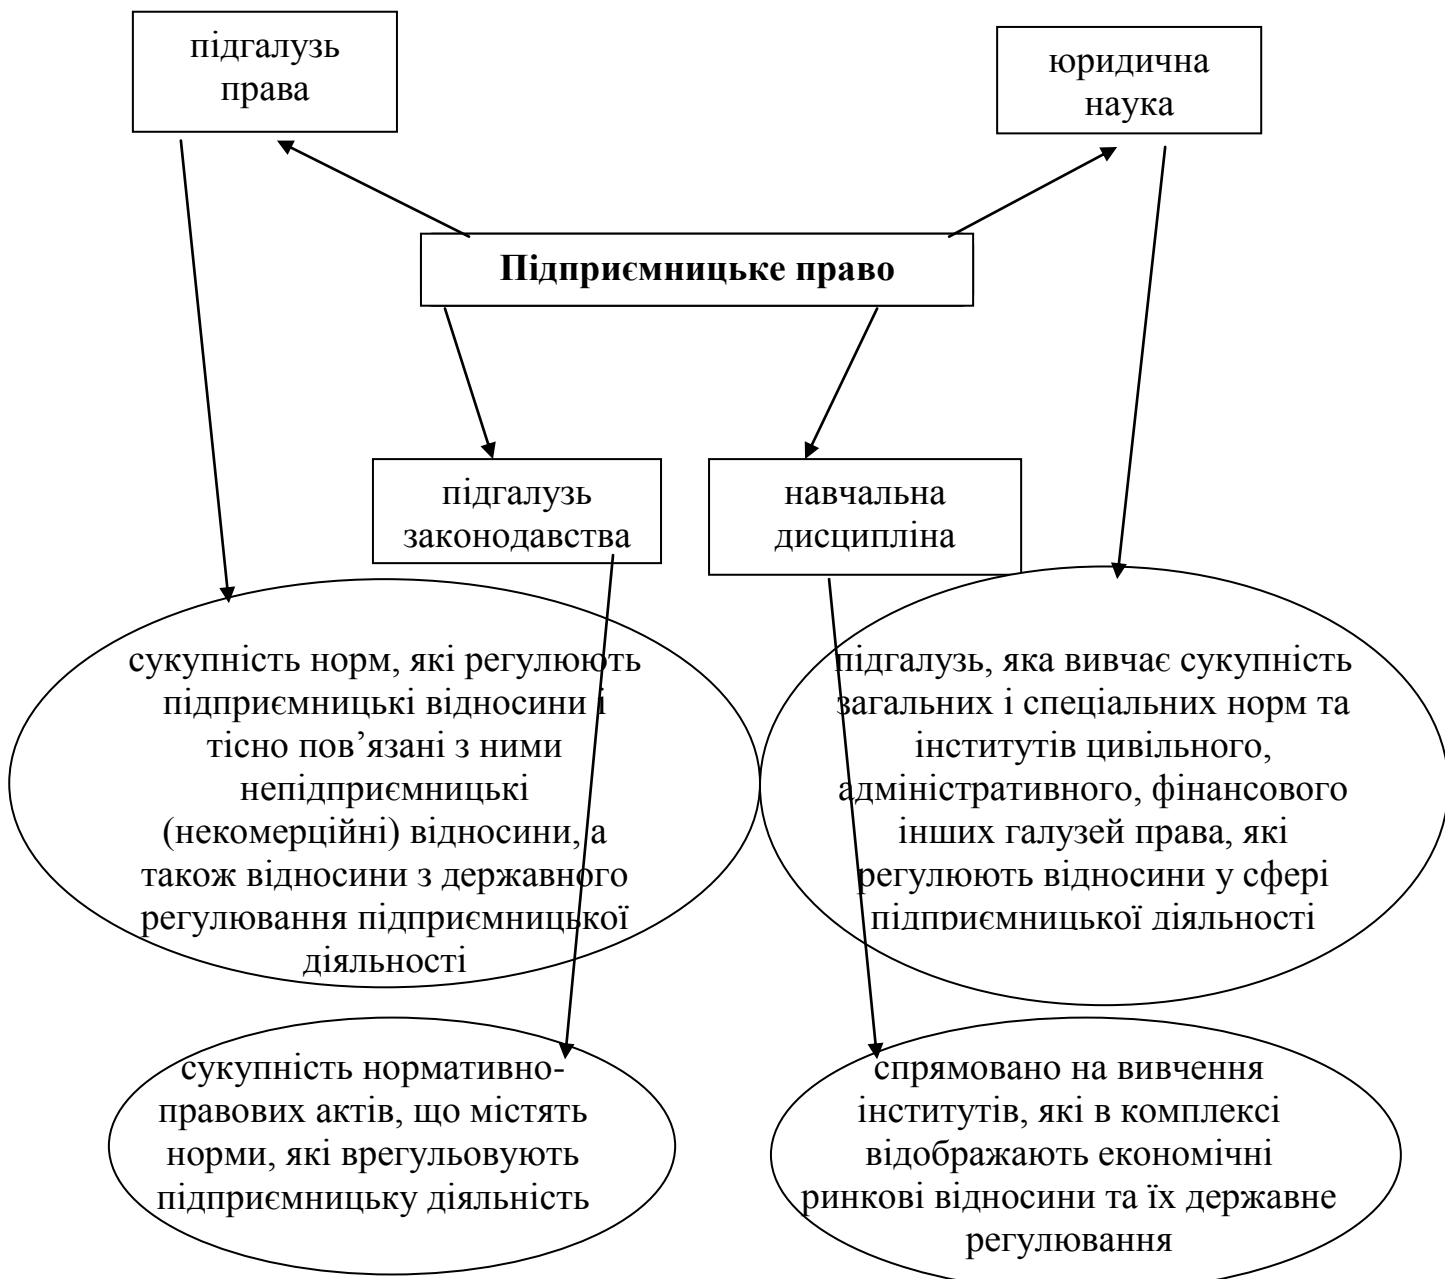 підгалузь
права
юридична
наука
Підприємницьке право
підгалузь
законодавства
навчальна
дисципліна
сукупність норм, які регулюють
підприємницькі відносини і
тісно пов’язані з ними
непідприємницькі
(некомерційні) відносини, а
також відносини з державного
регулювання підприємницької
діяльності
підгалузь, яка вивчає сукупність
загальних і спеціальних норм та
інститутів цивільного,
адміністративного, фінансового
інших галузей права, які
регулюють відносини у сфері
підприємницької діяльності
сукупність нормативно-
правових актів, що містять
норми, які врегульовують
підприємницьку діяльність
спрямовано на вивчення
інститутів, які в комплексі
відображають економічні
ринкові відносини та їх державне
регулювання